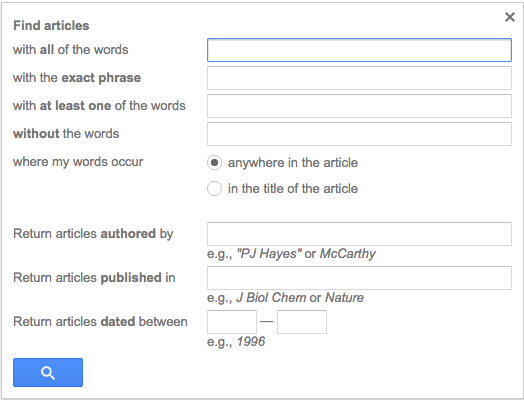 Find articles
with all of the words
with the exact phrase
with at least one of the words
without the words
where my words occur
anywhere in the article
in the title of the article
Return articles authored by
e.g., "PJ Hayes" or McCarthy
Return articles published in
e.g., J Biol Chem or Nature
Return articles dated between
—
e.g., 1996